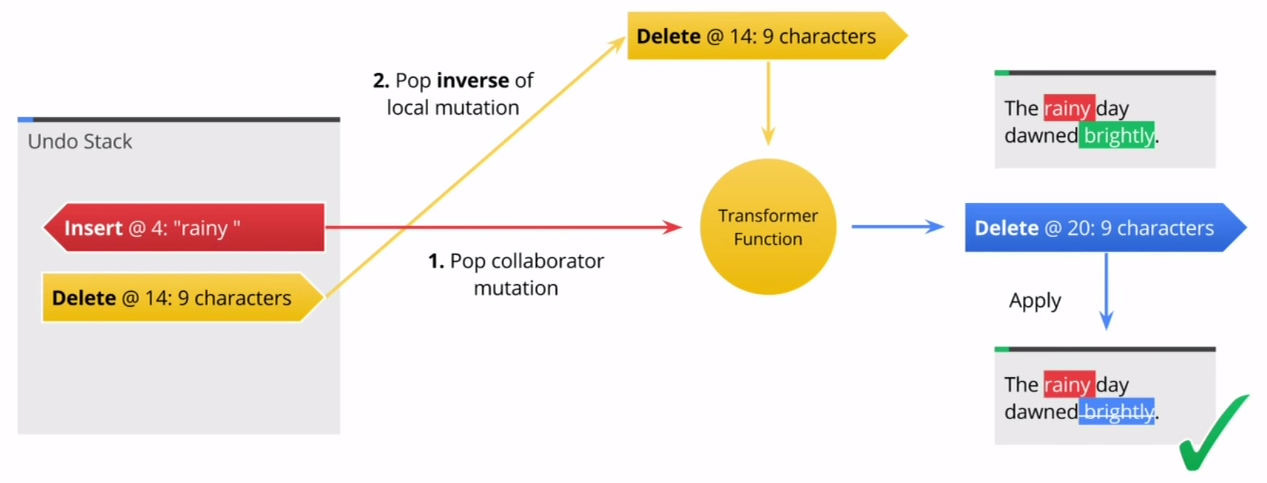 Delete @ 14: 9 characters
2. Pop inverse of
local mutation
The rainy day
dawned brightly.
Undo Stack
Insert @ 4: "rainy "
Transformer
Function
Delete @ 20: 9 characters
1. Pop collaborator
mutation
Delete @ 14: 9 characters
Apply
The rainy day
dawned brightly.